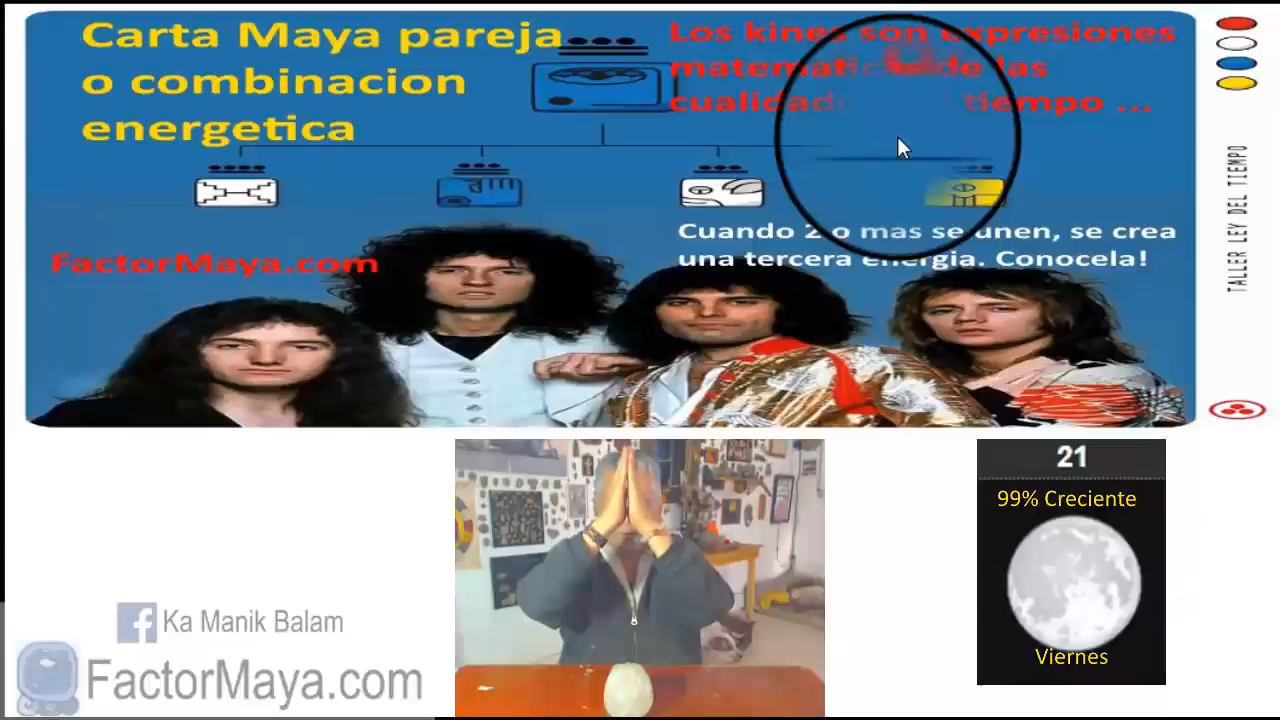 Carta Maya pareja
o combinacion
energetica
Los kines son expresiones
de las
tiempo ...
Cuando 2 o mas se unen, se crea
una tercera energia. Conocela!
FactorMaya.com
TALLER LEY DEL TIEMPO
21
99% Creciente
Viernes
Ka Manik Balam
FactorMaya.com